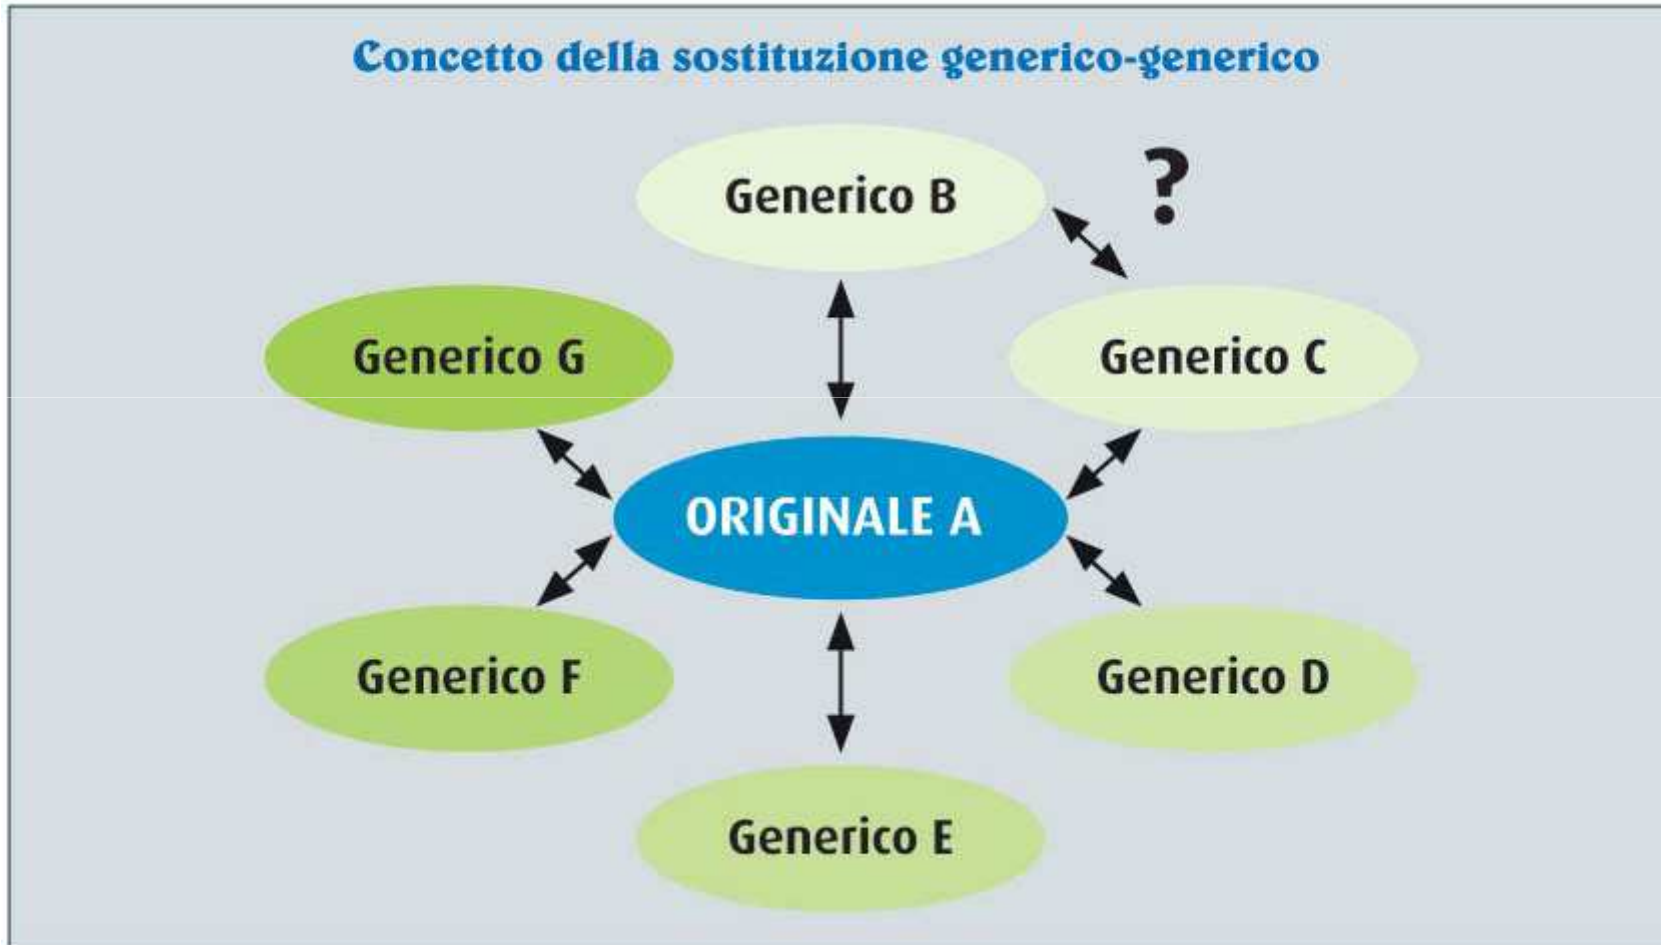 Concetto della sostituzione generico-generico
Generico B
?
Generico G
Generico C
ORIGINALE A
Generico F
Generico D
Generico E